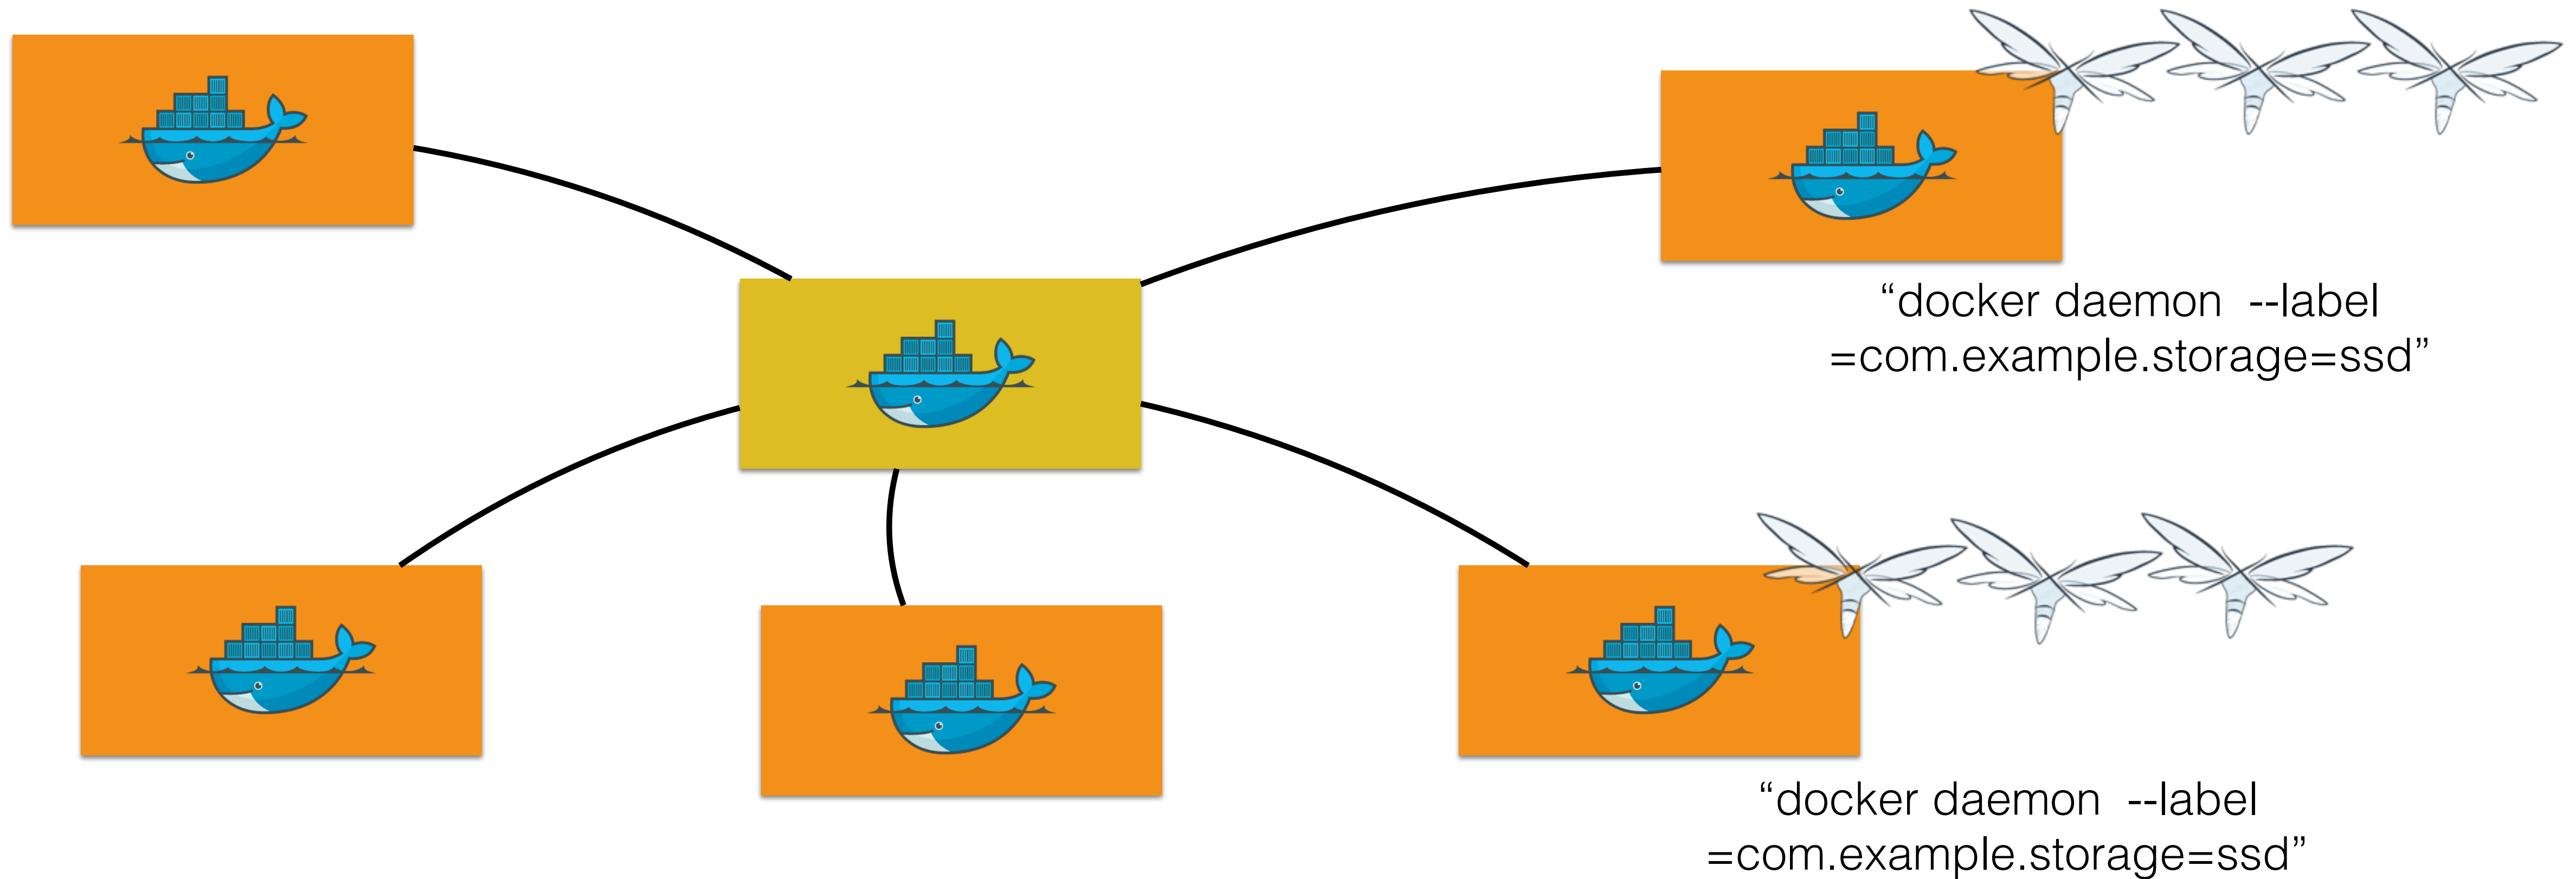 “docker daemon  --label
=com.example.storage=ssd”
“docker daemon  --label
=com.example.storage=ssd”